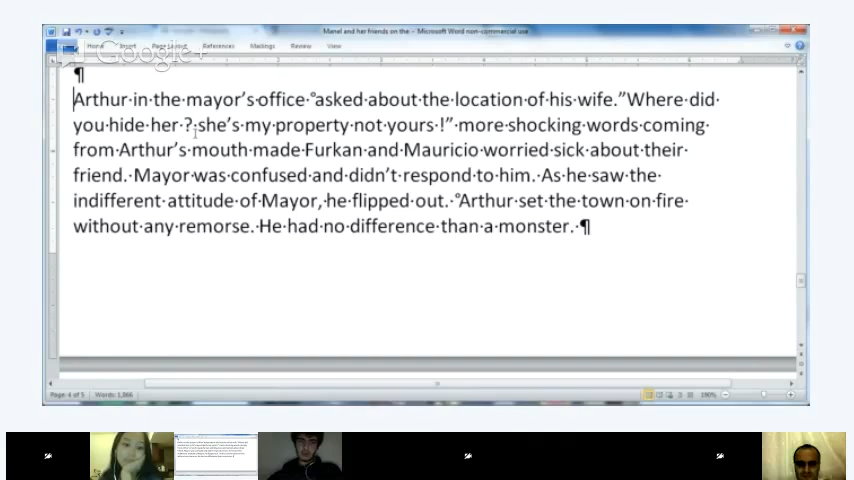 Manel and her friends on the - Microsoft Word non-commercial use
Home Insert Page Layout References Mailings Review View
Google+
¶
Arthur·in·the·mayor's·office·°asked·about·the·location·of·his·wife."Where·did·
you·hide·her·?·she's·my·property·not·yours·!"·more·shocking·words·coming·
from·Arthur's·mouth·made·Furkan·and·Mauricio·worried·sick·about·their·
friend.·Mayor·was·confused·and·didn't·respond·to·him.·As·he·saw·the·
indifferent·attitude·of·Mayor,·he·flipped·out.·°Arthur·set·the·town·on·fire·
without·any·remorse.·He·had·no·difference·than·a·monster.·¶
Page: 4 of 5 Words: 1,066 190%